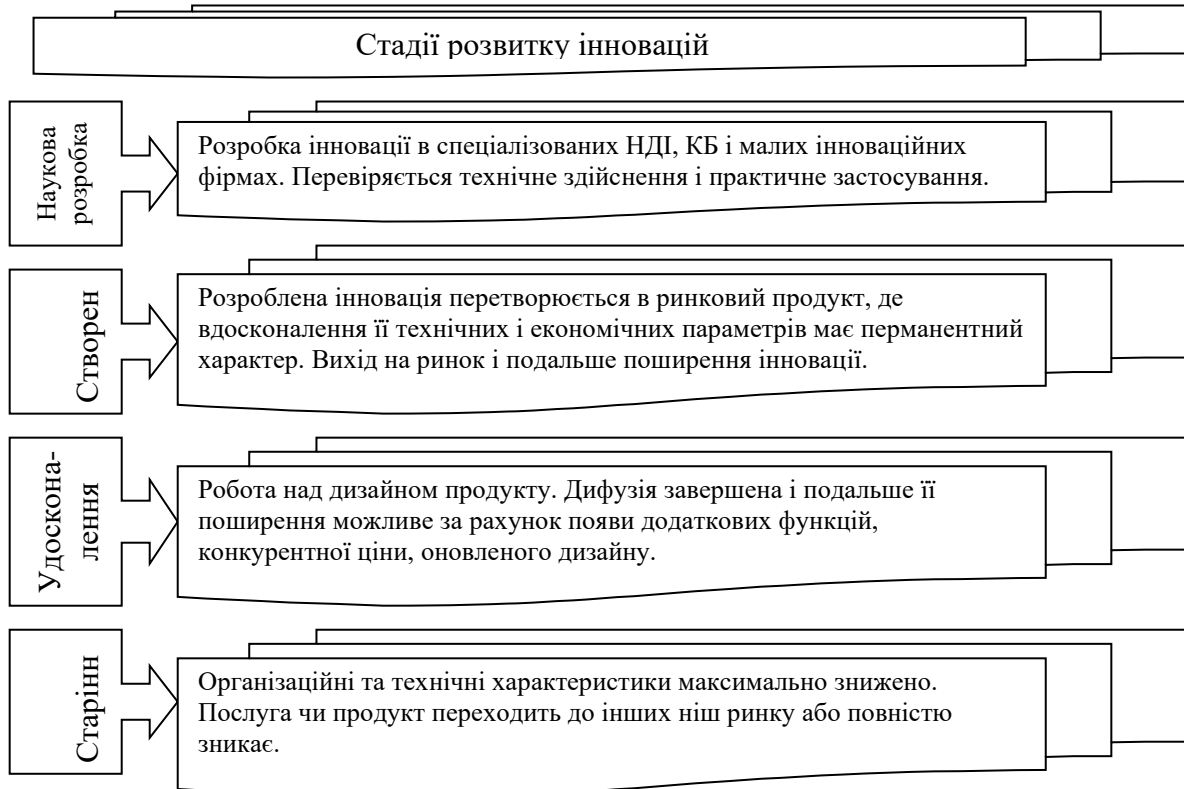 Стадії розвитку інновацій
Наукова
розробка
Розробка інновації в спеціалізованих НДІ, КБ і малих інноваційних
фірмах. Перевіряється технічне здійснення і практичне застосування.
Створен
Розроблена інновація перетворюється в ринковий продукт, де
вдосконалення її технічних і економічних параметрів має перманентний
характер. Вихід на ринок і подальше поширення інновації.
Удоскона-
лення
Робота над дизайном продукту. Дифузія завершена і подальше її
поширення можливе за рахунок появи додаткових функцій,
конкурентної ціни, оновленого дизайну.
Старінн
Організаційні та технічні характеристики максимально знижено.
Послуга чи продукт переходить до інших ніш ринку або повністю
зникає.